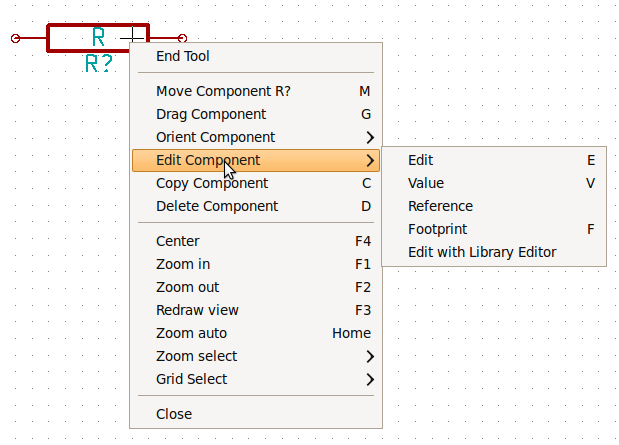 R
R?
End Tool
Move Component R? M
Drag Component G
Orient Component
Edit Component
Copy Component C
Delete Component D
Center F4
Zoom in F1
Zoom out F2
Redraw view F3
Zoom auto Home
Zoom select
Grid Select
Close
Edit E
Value V
Reference
Footprint F
Edit with Library Editor